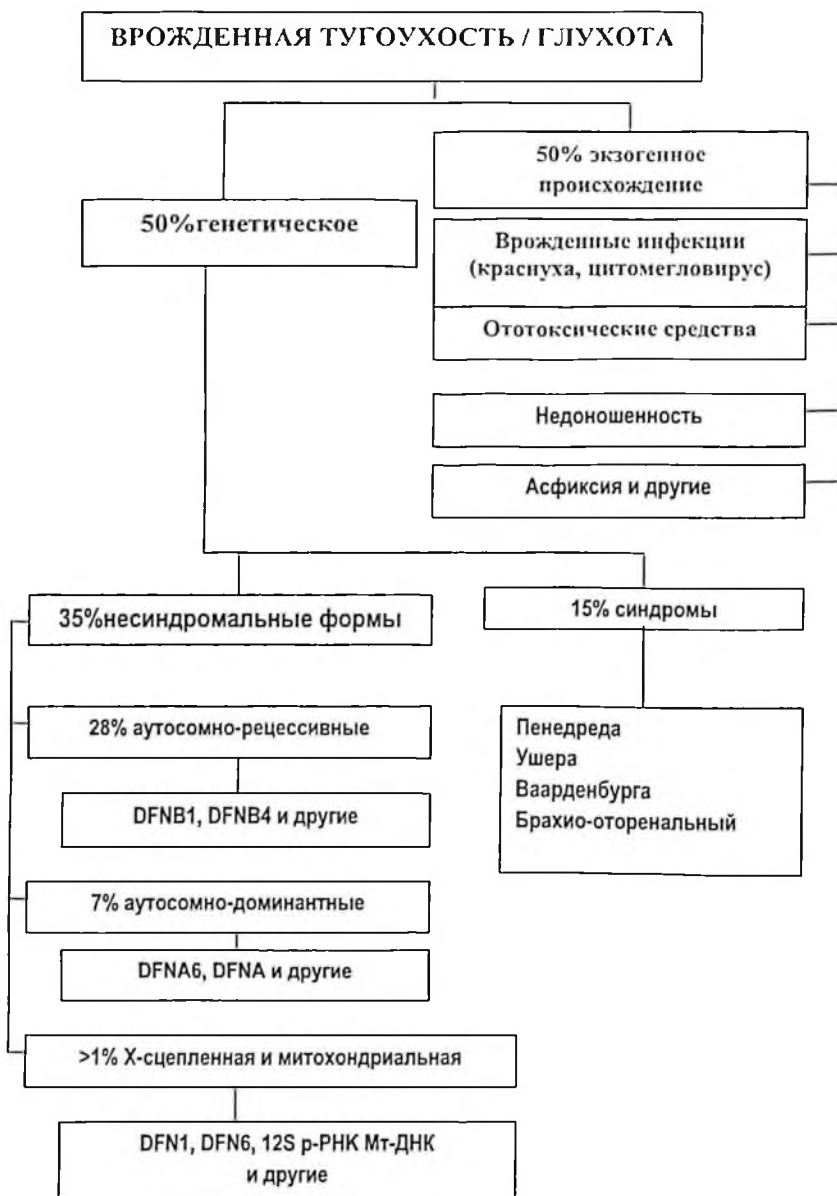 ВРОЖДЕННАЯ ТУГОУХОСТЬ / ГЛУХОТА
50% экзогенное
происхождение
50%генетическое
Врожденные инфекции
(краснуха, цитомегловирус)
Ототоксические средства
Недоношенность
Асфиксия и другие
35%несиндромальные формы
15% синдромы
28% аутосомно-рецессивные
DFNB1, DFNB4 и другие
7% аутосомно-доминантные
DFNA6, DFNA и другие
>1% Х-сцепленная и митохондриальная
DFN1, DFN6, 12S р-РНК Мт-ДНК
и другие
Пенедреда
Ушера
Ваарденбурга
Брахио-оторенальный